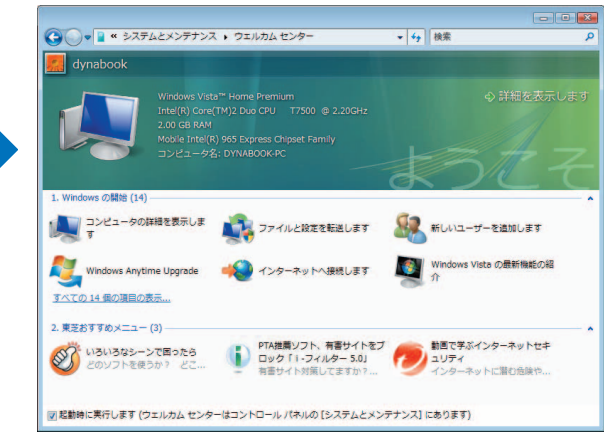 « システムとメンテナンス ▸ ウェルカム センター
検索
dynabook
Windows Vista™ Home Premium
Intel(R) Core(TM)2 Duo CPU T7500 @ 2.20GHz
2.00 GB RAM
Mobile Intel(R) 965 Express Chipset Family
コンピュータ名: DYNABOOK-PC
詳細を表示します
ようこそ
1. Windows の開始 (14)
コンピュータの詳細を表示しま
す
ファイルと設定を転送します
新しいユーザーを追加します
Windows Anytime Upgrade
インターネットへ接続します
Windows Vista の最新機能の紹
介
すべての 14 個の項目の表示...
2. 東芝おすすめメニュー (3)
いろいろなシーンで困ったら
どのソフトを使うか？ どこ...
PTA推薦ソフト、有害サイトをブ
ロック「i -フィルター 5.0」
有害サイト対策してますか？...
動画で学ぶインターネットセキ
ュリティ
インターネットに潜む危険や...
起動時に実行します (ウェルカム センターはコントロール パネルの [システムとメンテナンス] にあります)